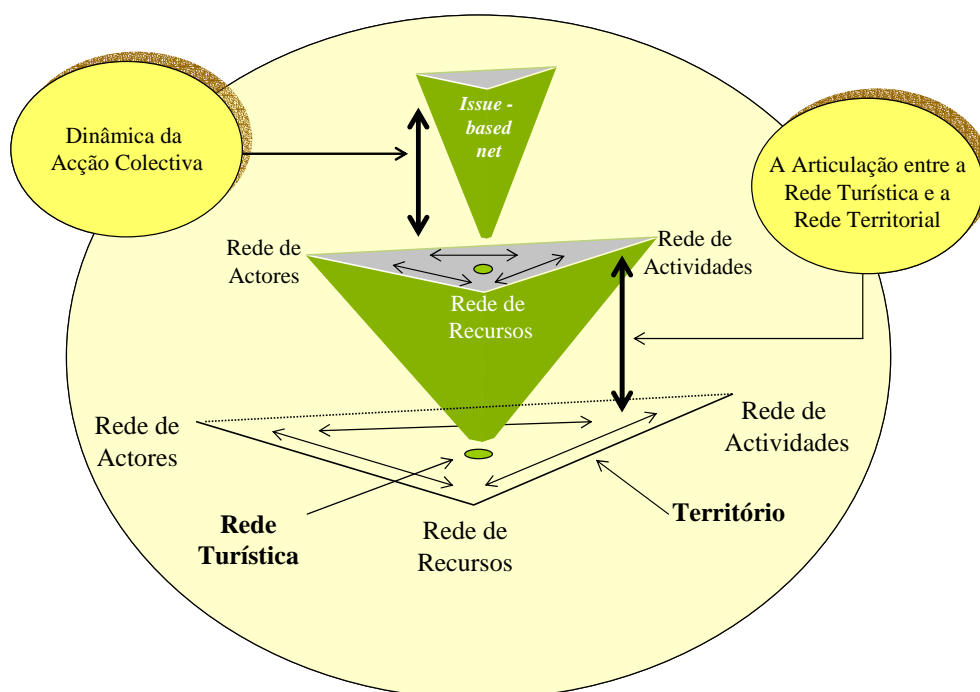 Issue -
based
net
Dinâmica da
Acção Colectiva
A Articulação entre a
Rede Turística e a
Rede Territorial
Rede de
Actores
Rede de
Actividades
Rede de
Recursos
Rede de
Actores
Rede de
Actividades
Rede
Turística
Rede de
Recursos
Território